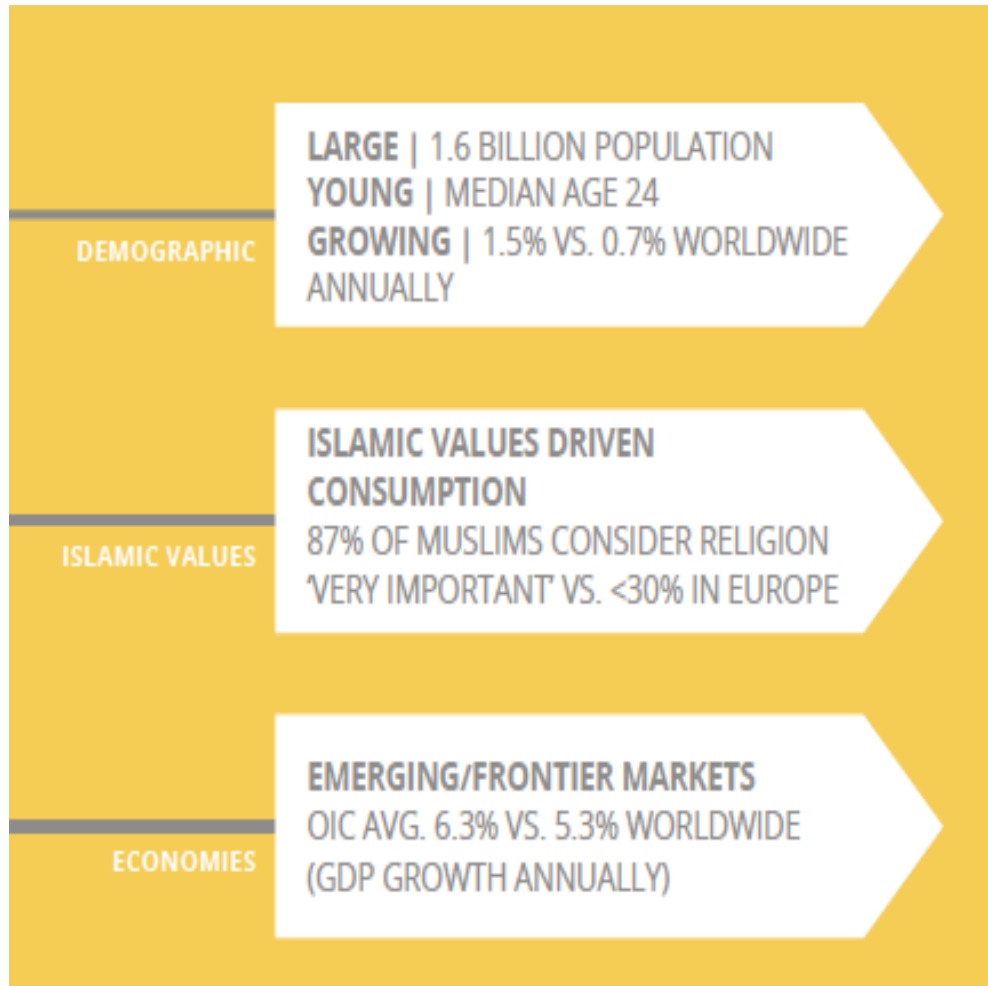 LARGE | 1.6 BILLION POPULATION
YOUNG | MEDIAN AGE 24
GROWING | 1.5% VS. 0.7% WORLDWIDE
ANNUALLY
DEMOGRAPHIC
ISLAMIC VALUES DRIVEN
CONSUMPTION
87% OF MUSLIMS CONSIDER RELIGION
‘VERY IMPORTANT’ VS. <30% IN EUROPE
ISLAMIC VALUES
EMERGING/FRONTIER MARKETS
OIC AVG. 6.3% VS. 5.3% WORLDWIDE
(GDP GROWTH ANNUALLY)
ECONOMIES